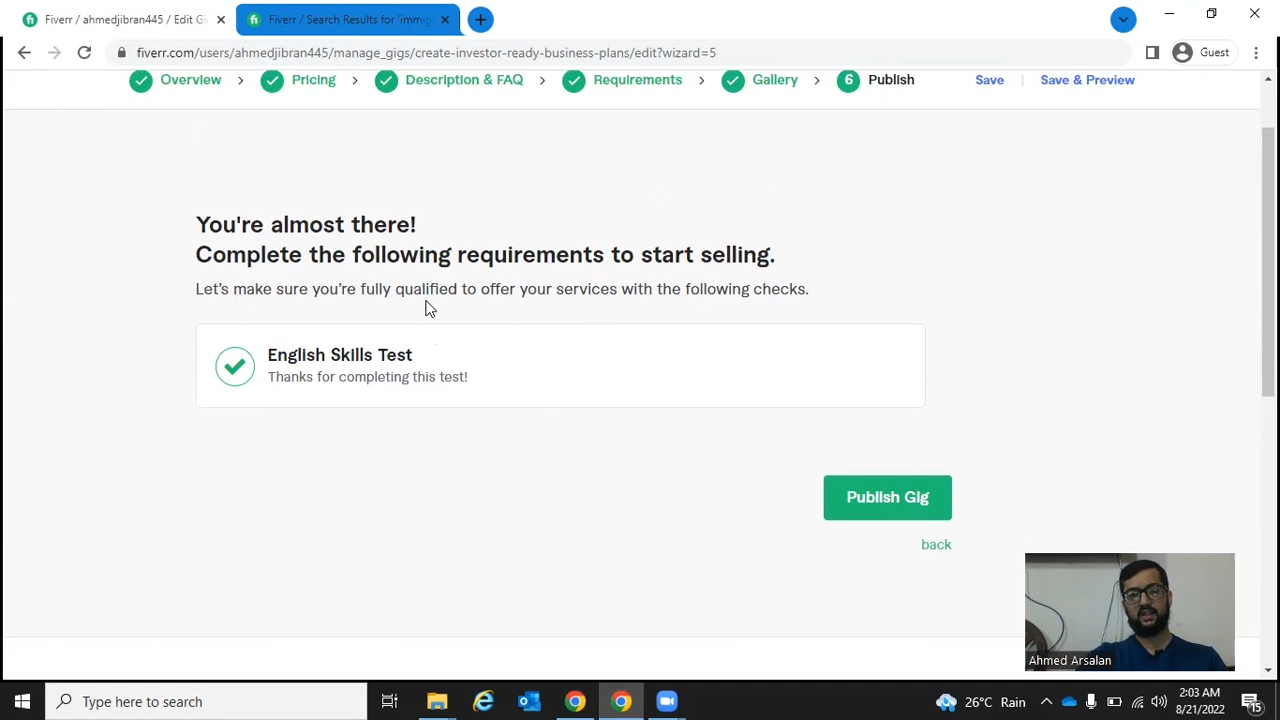 Fiverr / ahmedjibran445 / Edit Gi
Fiverr / Search Results for 'immig
fiverr.com/users/ahmedjibran445/manage_gigs/create-investor-ready-business-plans/edit?wizard=5
Guest
Overview
Pricing
Description & FAQ
Requirements
Gallery
6 Publish
Save
Save & Preview
You're almost there!
Complete the following requirements to start selling.
Let's make sure you're fully qualified to offer your services with the following checks.
English Skills Test
Thanks for completing this test!
Publish Gig
back
Ahmed Arsalan
Type here to search
26°C Rain
2:03 AM
8/21/2022
15